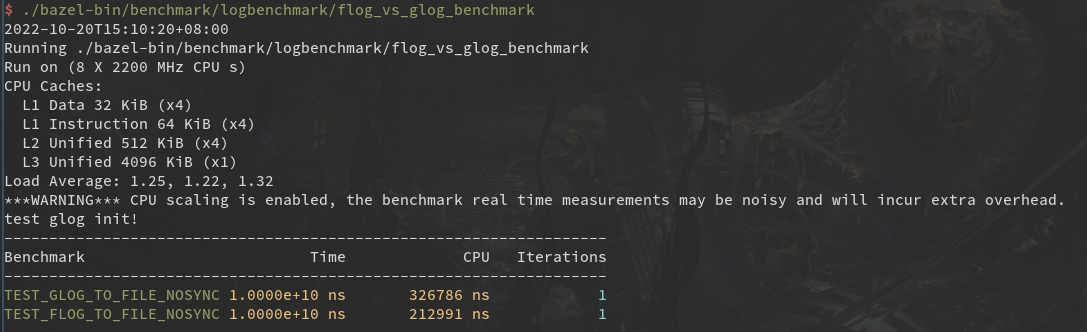 $ ./bazel-bin/benchmark/logbenchmark/flog_vs_glog_benchmark
2022-10-20T15:10:20+08:00
Running ./bazel-bin/benchmark/logbenchmark/flog_vs_glog_benchmark
Run on (8 X 2200 MHz CPU s)
CPU Caches:
  L1 Data 32 KiB (x4)
  L1 Instruction 64 KiB (x4)
  L2 Unified 512 KiB (x4)
  L3 Unified 4096 KiB (x1)
Load Average: 1.25, 1.22, 1.32
***WARNING*** CPU scaling is enabled, the benchmark real time measurements may be noisy and will incur extra overhead.
test glog init!
-------------------------------------------------------------------
Benchmark                         Time             CPU   Iterations
-------------------------------------------------------------------
TEST_GLOG_TO_FILE_NOSYNC 1.0000e+10 ns       326786 ns            1
TEST_FLOG_TO_FILE_NOSYNC 1.0000e+10 ns       212991 ns            1